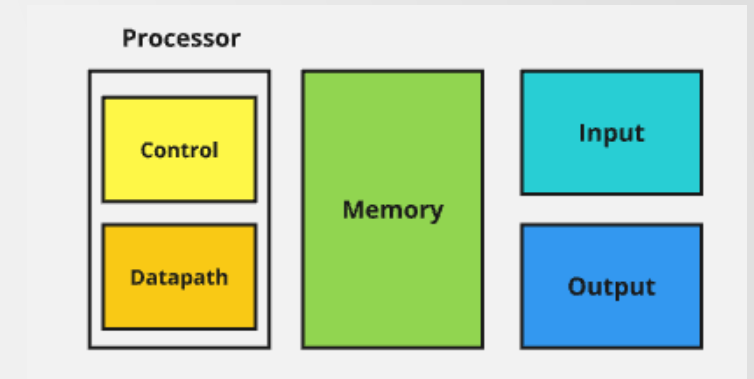 Processor
Control
Datapath
Memory
Input
Output